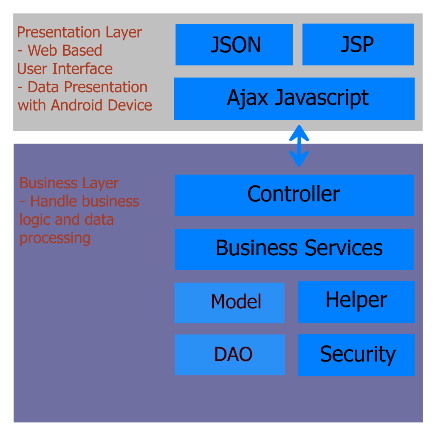 Presentation Layer
- Web Based
User Interface
- Data Presentation
with Android Device
JSON
JSP
Ajax Javascript
Business Layer
- Handle business
logic and data
processing
Controller
Business Services
Model
Helper
DAO
Security